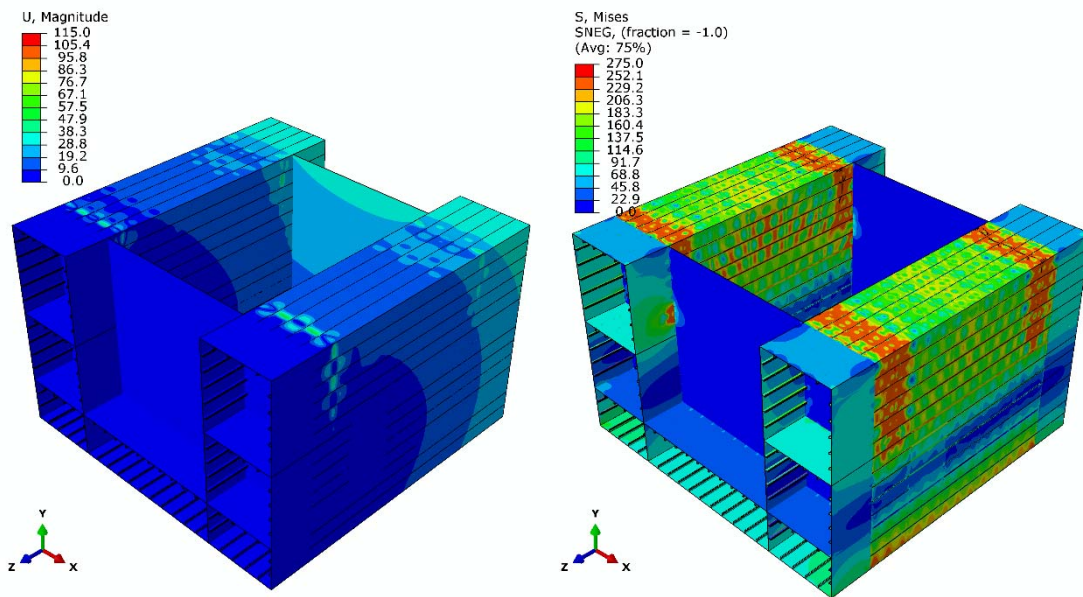 U, Magnitude
115.0
105.4
95.8
86.3
76.7
67.1
57.5
47.9
38.3
28.8
19.2
9.6
0.0
Y
Z
X
S, Mises
SNEG, (fraction = -1.0)
(Avg: 75%)
275.0
252.1
229.2
206.3
183.3
160.4
137.5
114.6
91.7
68.8
45.8
22.9
0.0
Y
Z
X